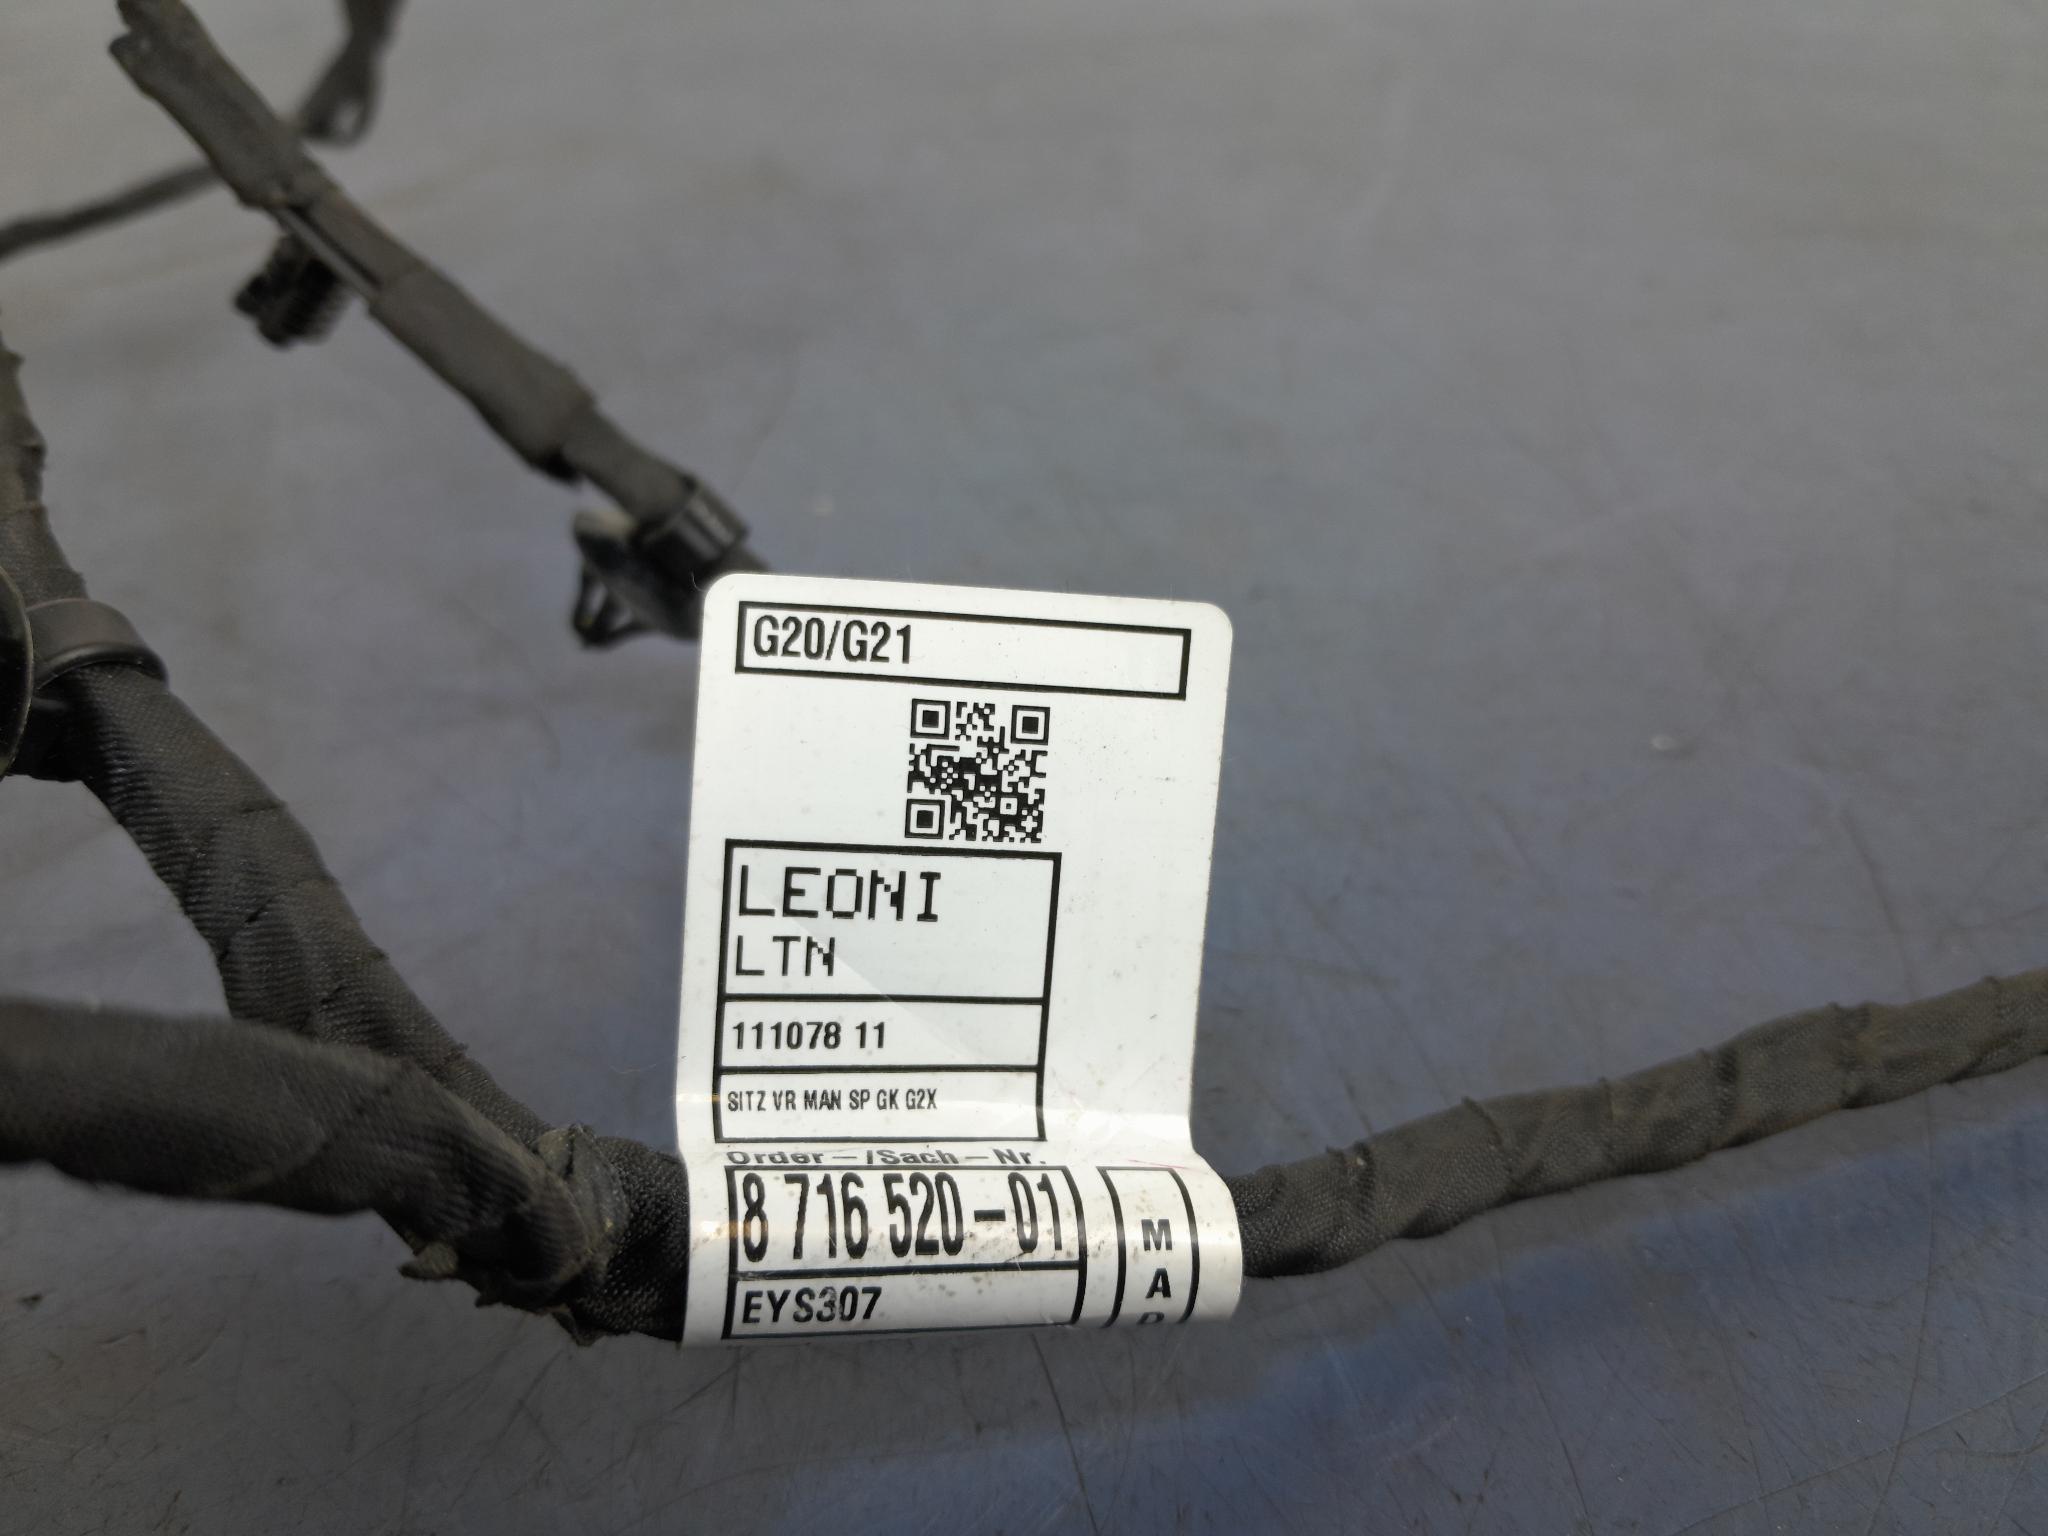 G20/G21
LEONI
LTN
111078 11
SITZ VR MAN SP GK G2X
Order-/Sach-Nr.
8 716 520-01
EYS307
M
A